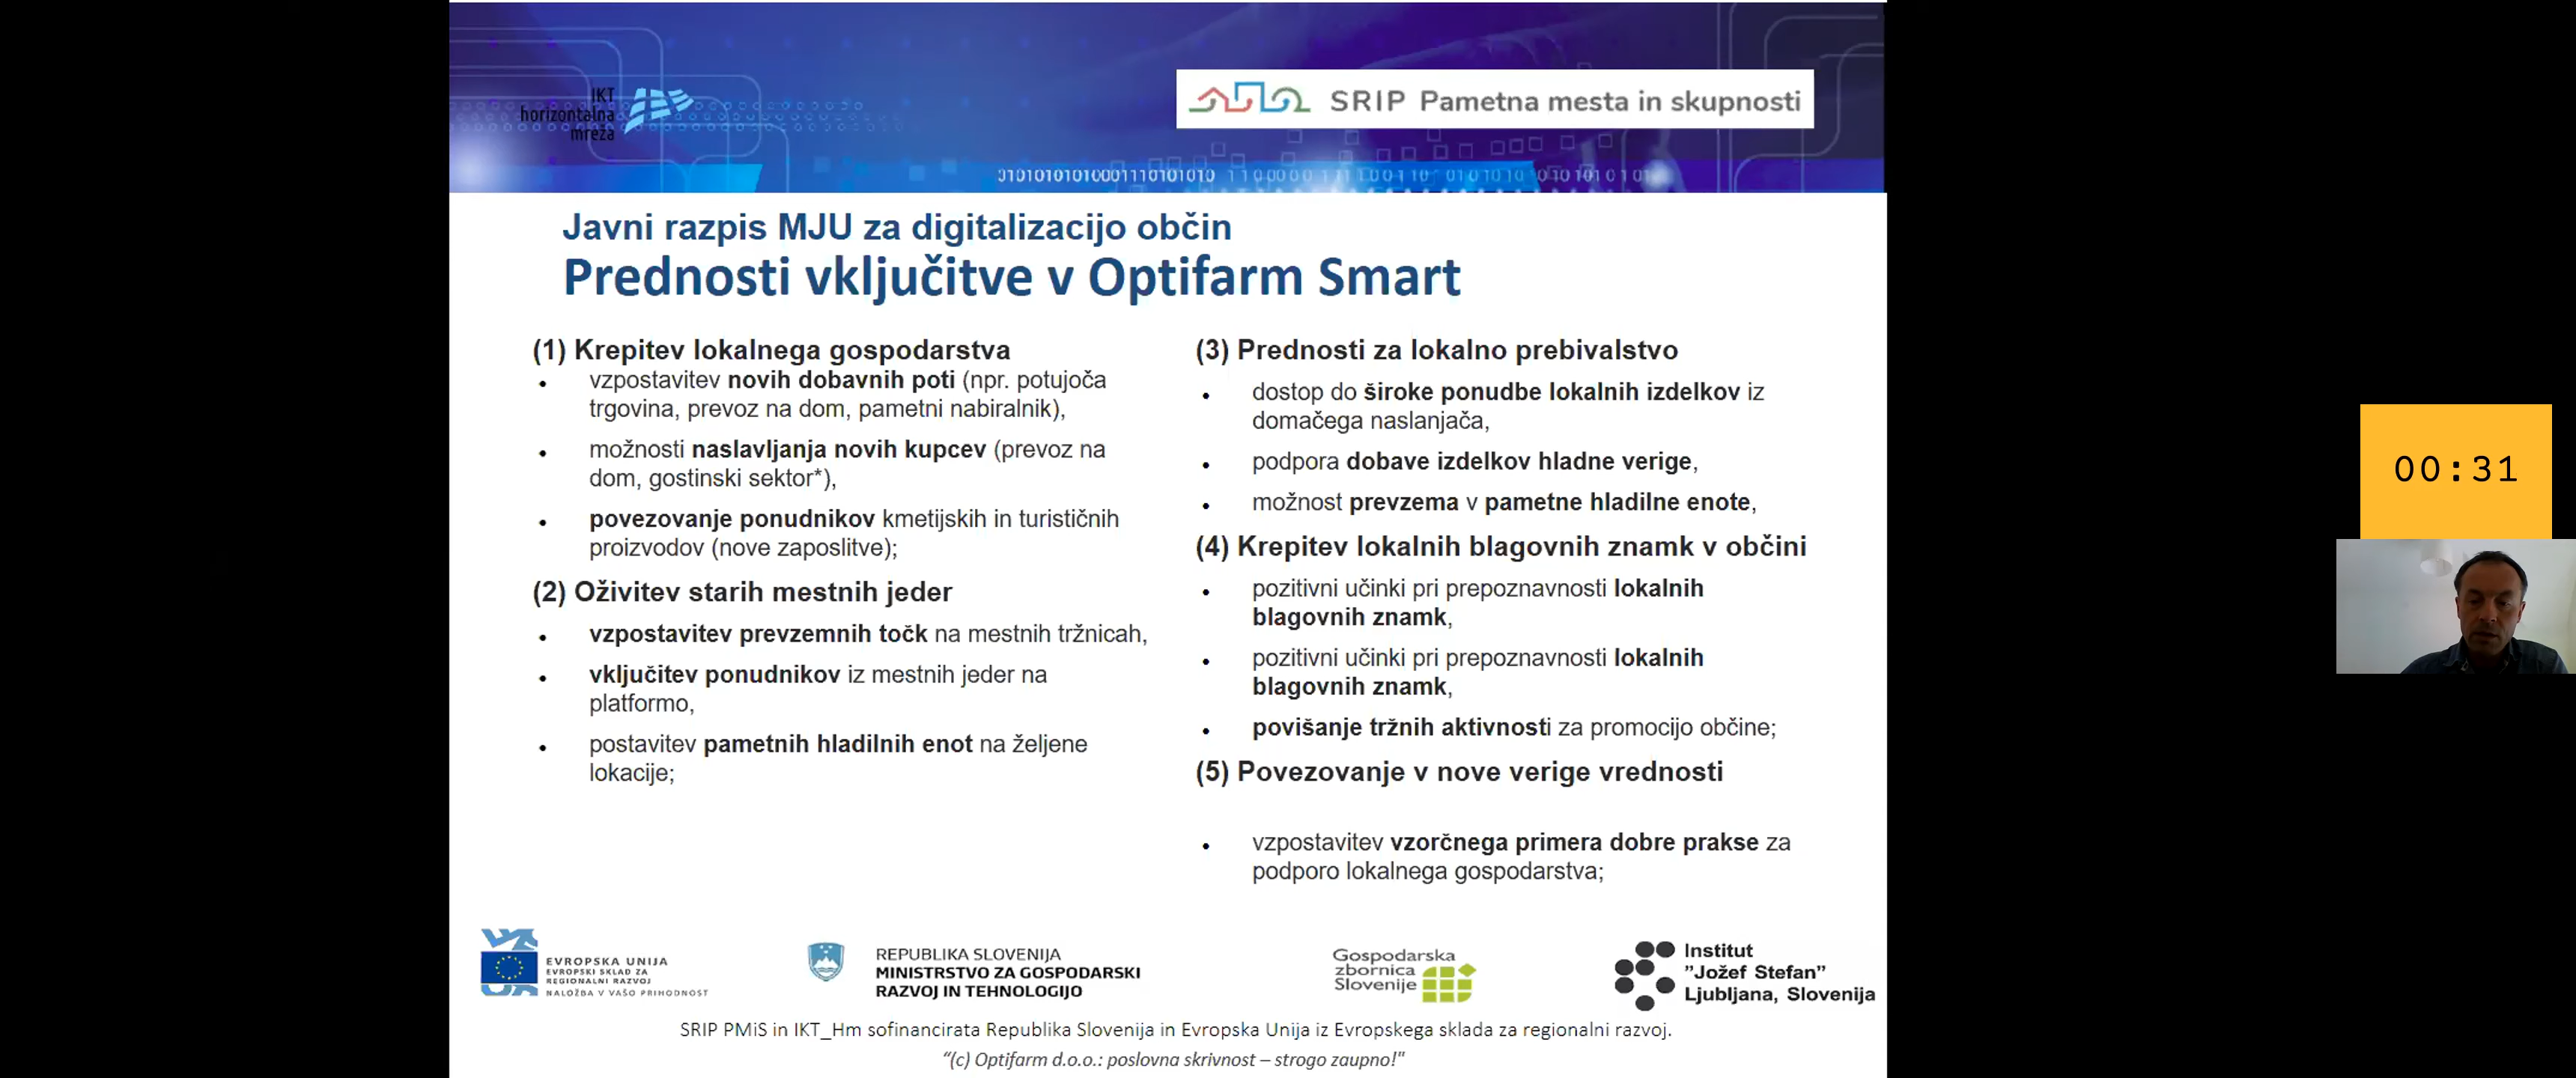 IKT
horizontalna
mreža
SRIP Pametna mesta in skupnosti
Javni razpis MJU za digitalizacijo občin
Prednosti vključitve v Optifarm Smart
(1) Krepitev lokalnega gospodarstva
• vzpostavitev novih dobavnih poti (npr. potujoča
trgovina, prevoz na dom, pametni nabiralnik),
• možnosti naslavljanja novih kupcev (prevoz na
dom, gostinski sektor*),
• povezovanje ponudnikov kmetijskih in turističnih
proizvodov (nove zaposlitve);
(2) Oživitev starih mestnih jeder
• vzpostavitev prevzemnih točk na mestnih tržnicah,
• vključitev ponudnikov iz mestnih jeder na
platformo,
• postavitev pametnih hladilnih enot na željene
lokacije;
(3) Prednosti za lokalno prebivalstvo
• dostop do široke ponudbe lokalnih izdelkov iz
domačega naslanjača,
• podpora dobave izdelkov hladne verige,
• možnost prevzema v pametne hladilne enote,
(4) Krepitev lokalnih blagovnih znamk v občini
• pozitivni učinki pri prepoznavnosti lokalnih
blagovnih znamk,
• pozitivni učinki pri prepoznavnosti lokalnih
blagovnih znamk,
• povišanje tržnih aktivnosti za promocijo občine;
(5) Povezovanje v nove verige vrednosti
• vzpostavitev vzorčnega primera dobre prakse za
podporo lokalnega gospodarstva;
00:31
EVROPSKA UNIJA
EVROPSKI SKLAD ZA
REGIONALNI RAZVOJ
NALOŽBA V VAŠO PRIHODNOST
REPUBLIKA SLOVENIJA
MINISTRSTVO ZA GOSPODARSKI
RAZVOJ IN TEHNOLOGIJO
Gospodarska
zbornica
Slovenije
Institut
"Jožef Stefan"
Ljubljana, Slovenija
SRIP PMiS in IKT_Hm sofinancirata Republika Slovenija in Evropska Unija iz Evropskega sklada za regionalni razvoj.
"(c) Optifarm d.o.o.: poslovna skrivnost – strogo zaupno!"